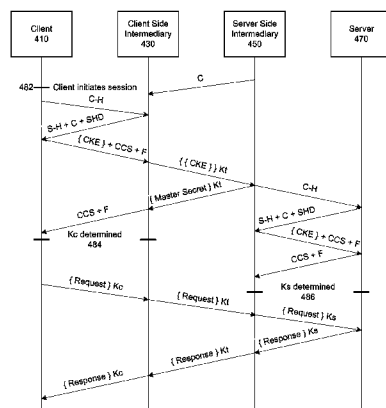 Client
410
Client Side
Intermediary
430
Server Side
Intermediary
450
Server
470
C
482
Client initiates session
C-H
S-H + C + SHD
{ CKE } + CCS + F
{ { CKE } } Kt
C-H
{ Master Secret } Kt
S-H + C + SHD
CCS + F
{ CKE } + CCS + F
Kc determined
484
CCS + F
Ks determined
486
{ Request } Kc
{ Request } Kt
{ Request } Ks
{ Response } Ks
{ Response } Kt
{ Response } Kc